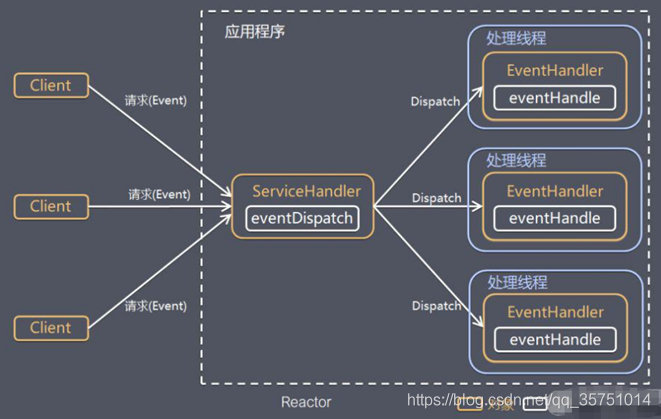 应用程序
处理线程
EventHandler
eventHandle
Client
请求(Event)
Dispatch
处理线程
EventHandler
eventHandle
Client
请求(Event)
ServiceHandler
eventDispatch
Dispatch
处理线程
EventHandler
eventHandle
Client
请求(Event)
Dispatch
Reactor
对象
https://blog.csdn.net/qq_35751014